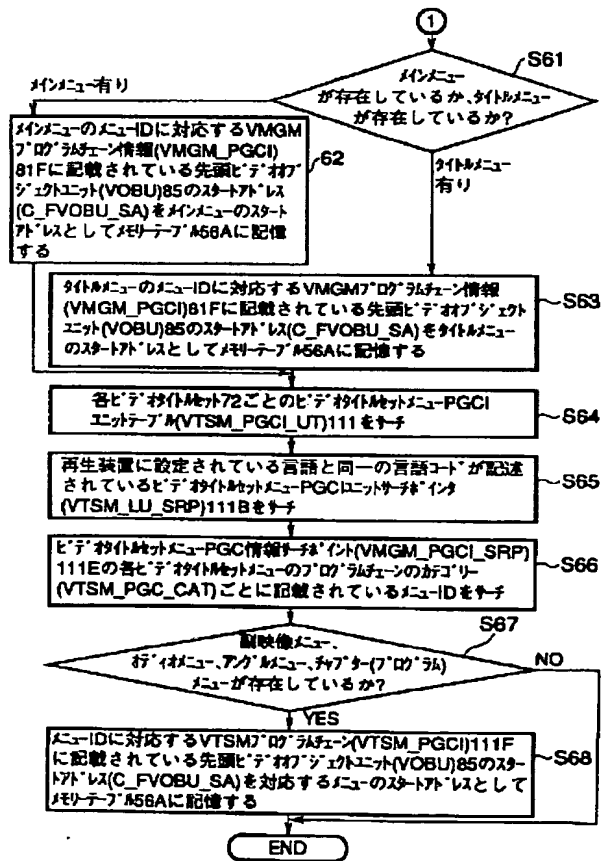 1
S61
メインメニュー有り
メインメニュー
が存在しているか、タイトルメニュー
が存在しているか?
メインメニューのメニューIDに対応するVMGM
プログラムチェーン情報(VMGM_PGCI)
81Fに記載されている先頭ビデオオブ
ジェクトユニット(VOBU)85のスタートアドレス
(C_FVOBU_SA)をメインメニューのスタート
アドレスとしてメモリーテーブル56Aに記憶
する
62
タイトルメニュー
有り
タイトルメニューのメニューIDに対応するVMGMプログラムチェーン情報
(VMGM_PGCI)81Fに記載されている先頭ビデオオブジェクト
ユニット(VOBU)85のスタートアドレス(C_FVOBU_SA)をタイトルメニュー
のスタートアドレスとしてメモリーテーブル56Aに記憶する
S63
各ビデオタイトルセット72ごとのビデオタイトルセットメニューPGCI
ユニットテーブル(VTSM_PGCI_UT)111をサーチ
S64
再生装置に設定されている言語と同一の言語コードが記述
されているビデオタイトルセットメニューPGCIユニットサーチポインタ
(VTSM_LU_SRP)111Bをサーチ
S65
ビデオタイトルセットメニューPGC情報サーチポイント(VMGM_PGCI_SRP)
111Eの各ビデオタイトルセットメニューのプログラムチェーンのカテゴリー
(VTSM_PGC_CAT)ごとに記載されているメニューIDをサーチ
S66
S67
副映像メニュー、
オディオメニュー、アングルメニュー、チャプター(プログラム)
メニューが存在しているか?
NO
YES
メニューIDに対応するVTSMプログラムチェーン(VTSM_PGCI)111F
に記載されている先頭ビデオオブジェクトユニット(VOBU)85のスタ-
トアドレス(C_FVOBU_SA)を対応するメニューのスタートアドレスとして
メモリーテーブル56Aに記憶する
S68
END